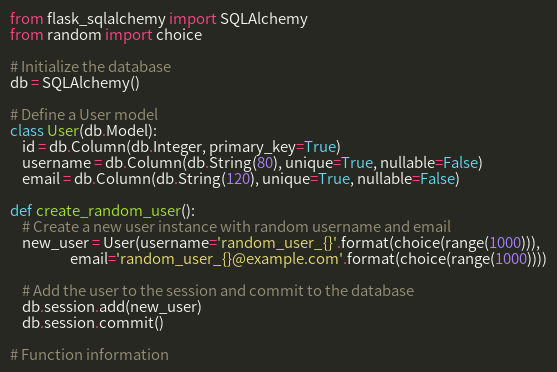 from flask_sqlalchemy import SQLAlchemy
from random import choice

# Initialize the database
db = SQLAlchemy()

# Define a User model
class User(db.Model):
    id = db.Column(db.Integer, primary_key=True)
    username = db.Column(db.String(80), unique=True, nullable=False)
    email = db.Column(db.String(120), unique=True, nullable=False)

def create_random_user():
    # Create a new user instance with random username and email
    new_user = User(username='random_user_{}'.format(choice(range(1000))),
                    email='random_user_{}@example.com'.format(choice(range(1000))))

    # Add the user to the session and commit to the database
    db.session.add(new_user)
    db.session.commit()

# Function information